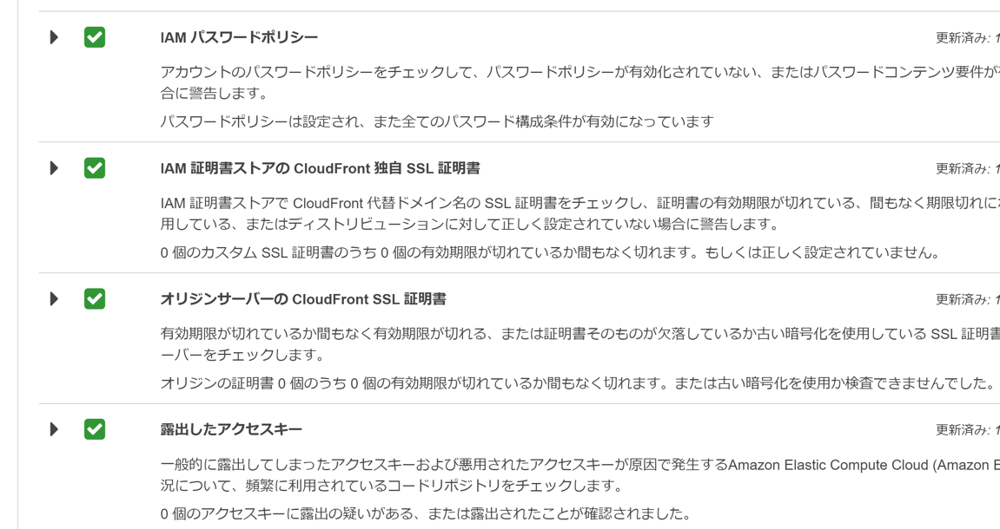 IAM パスワードポリシー
更新済み:
アカウントのパスワードポリシーをチェックして、パスワードポリシーが有効化されていない、またはパスワードコンテンツ要件が
合に警告します。
パスワードポリシーは設定され、また全てのパスワード構成条件が有効になっています
IAM 証明書ストアの CloudFront 独自 SSL 証明書
更新済み:
IAM 証明書ストアで CloudFront 代替ドメイン名の SSL 証明書をチェックし、証明書の有効期限が切れている、間もなく期限切れに
用している、またはディストリビューションに対して正しく設定されていない場合に警告します。
0 個のカスタム SSL 証明書のうち 0 個の有効期限が切れているか間もなく切れます。もしくは正しく設定されていません。
オリジンサーバーの CloudFront SSL 証明書
更新済み:
有効期限が切れているか間もなく有効期限が切れる、または証明書そのものが欠落しているか古い暗号化を使用している SSL 証明書
ーバーをチェックします。
オリジンの証明書 0 個のうち 0 個の有効期限が切れているか間もなく切れます。または古い暗号化を使用か検査できませんでした。
露出したアクセスキー
更新済み:
一般的に露出してしまったアクセスキーおよび悪用されたアクセスキーが原因で発生するAmazon Elastic Compute Cloud (Amazon
況について、頻繁に利用されているコードリポジトリをチェックします。
0 個のアクセスキーに露出の疑いがある、または露出されたことが確認されました。